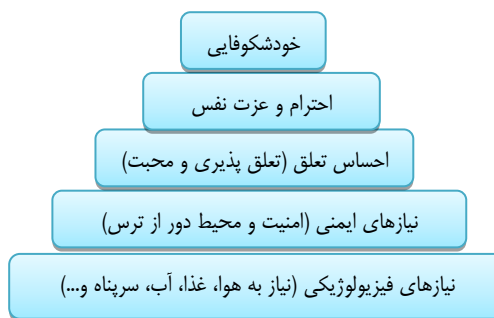 خودشکوفایی
احترام و عزت نفس
احساس تعلق (تعلق پذیری و محبت)
نیازهای ایمنی (امنیت و محیط دور از ترس)
نیازهای فیزیولوژیکی (نیاز به هوا، غذا، آب، سرپناه و...)